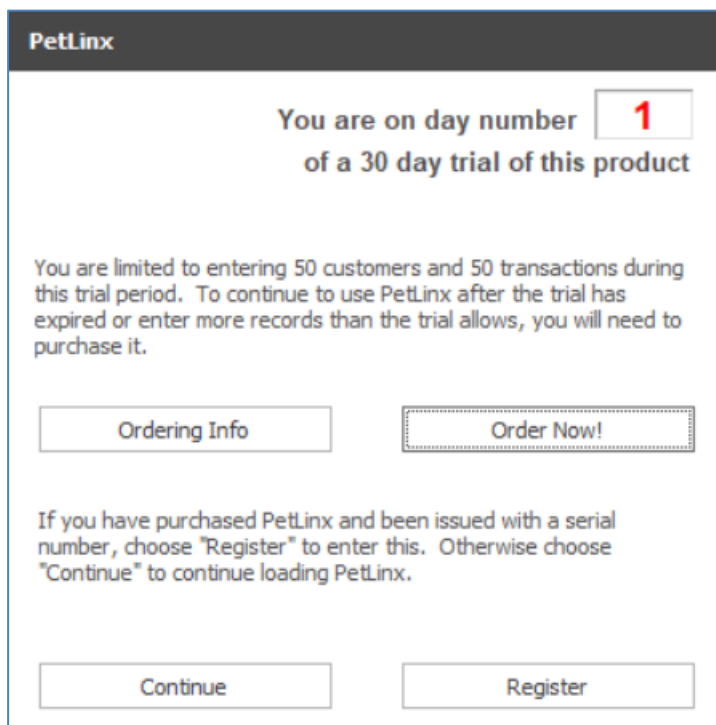 PetLinx
You are on day number 1
of a 30 day trial of this product
You are limited to entering 50 customers and 50 transactions during
this trial period.  To continue to use PetLinx after the trial has
expired or enter more records than the trial allows, you will need to
purchase it.
Ordering Info
Order Now!
If you have purchased PetLinx and been issued with a serial
number, choose "Register" to enter this.  Otherwise choose
"Continue" to continue loading PetLinx.
Continue
Register